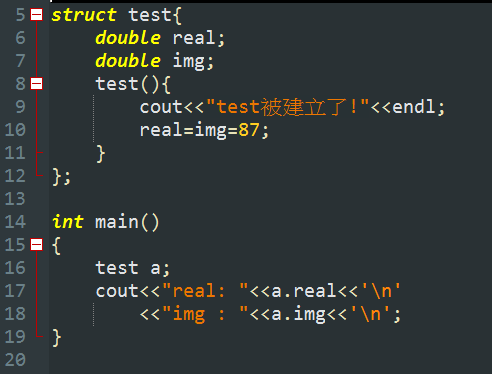 5 struct test{
6     double real;
7     double img;
8     test(){
9         cout<<"test被建立了!"<<endl;
10         real=img=87;
11     }
12 };
13
14 int main()
15 {
16     test a;
17     cout<<"real: "<<a.real<<'\n'
18         <<"img : "<<a.img<<'\n';
19 }
20